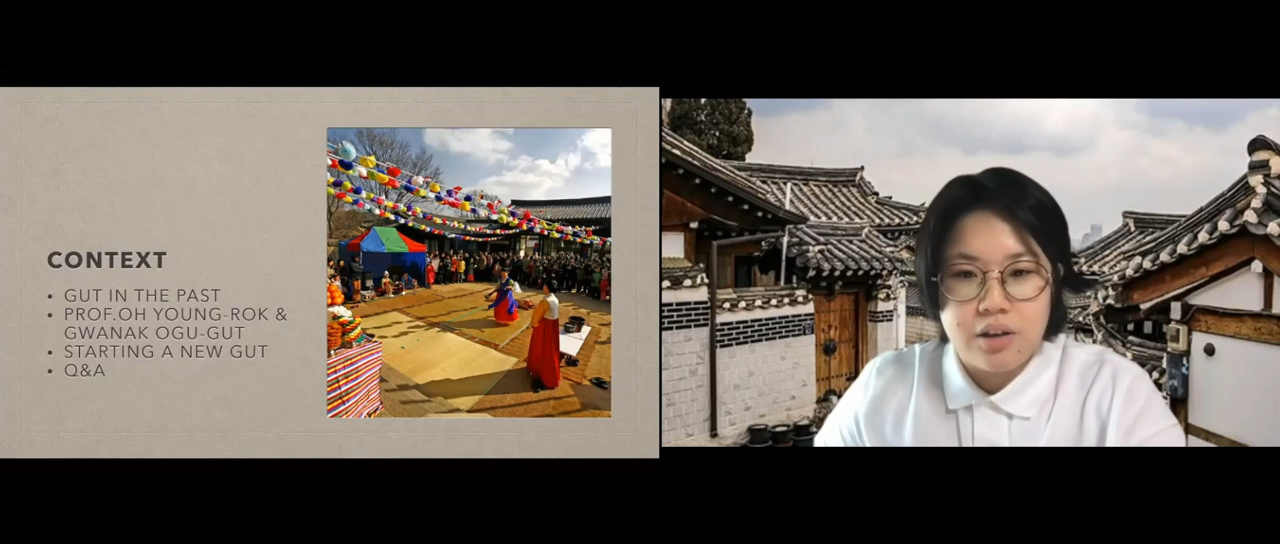 CONTEXT
• GUT IN THE PAST
• PROF.OH YOUNG-ROK &
GWANAK OGU-GUT
• STARTING A NEW GUT
• Q&A